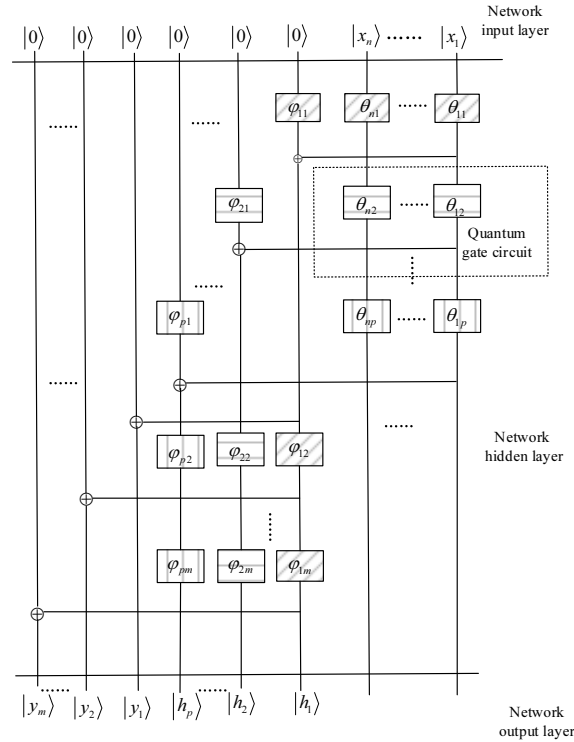 |0⟩ |0⟩ |0⟩ |0⟩ |0⟩ |0⟩ |xₙ⟩ ...... |x₁⟩
Network
input layer
...... ...... φ₁₁ θₙ₁ ...... θ₁₁
φ₂₁ θₙ₂ ...... θ₁₂
Quantum
gate circuit
......
......
φₚ₁ θₙₚ ...... θ₁ₚ
......
......
φₚ₂ φ₂₂ φ₁₂
Network
hidden layer
......
φₚₘ φ₂ₘ φ₁ₘ
|yₘ⟩ ...... |y₂⟩ |y₁⟩ |hₚ⟩ ...... |h₂⟩ |h₁⟩
Network
output layer